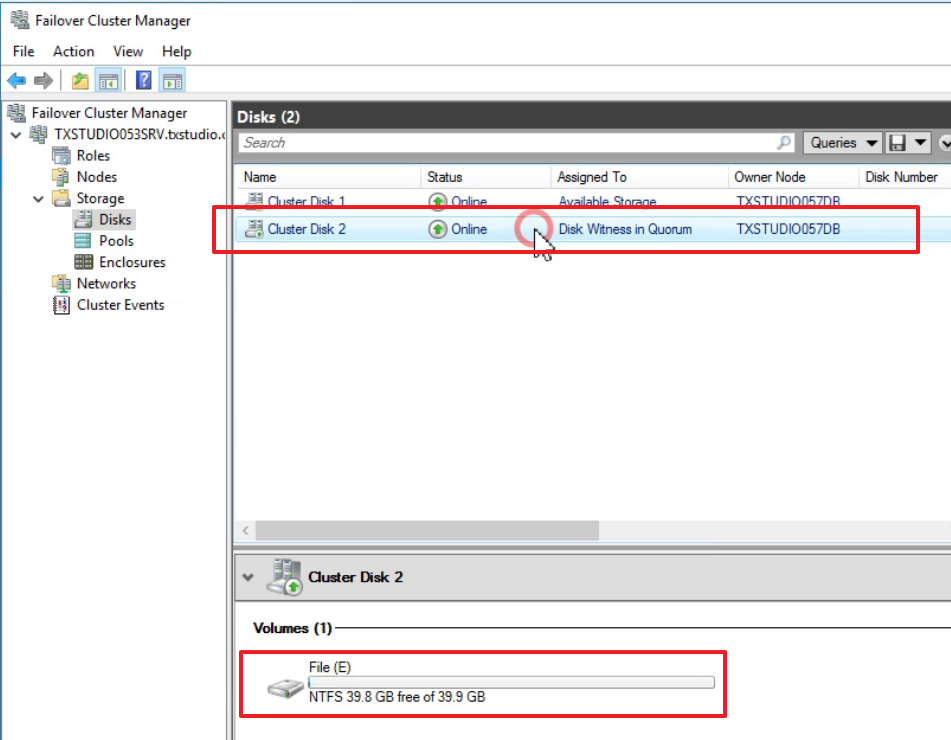 Failover Cluster Manager
File Action View Help
Failover Cluster Manager
TXSTUDIO053SRV.txstudio.c
Roles
Nodes
Storage
Disks
Pools
Enclosures
Networks
Cluster Events
Disks (2)
Search
Queries
Name Status Assigned To Owner Node Disk Number
Cluster Disk 1 Online Available Storage TXSTUDIO057DB
Cluster Disk 2 Online Disk Witness in Quorum TXSTUDIO057DB
Cluster Disk 2
Volumes (1)
File (E)
NTFS 39.8 GB free of 39.9 GB